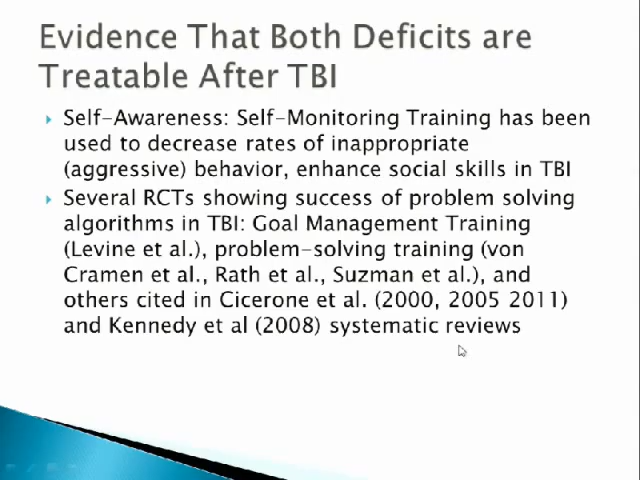 Evidence That Both Deficits are
Treatable After TBI
Self-Awareness: Self-Monitoring Training has been
used to decrease rates of inappropriate
(aggressive) behavior, enhance social skills in TBI
Several RCTs showing success of problem solving
algorithms in TBI: Goal Management Training
(Levine et al.), problem-solving training (von
Cramen et al., Rath et al., Suzman et al.), and
others cited in Cicerone et al. (2000, 2005 2011)
and Kennedy et al (2008) systematic reviews